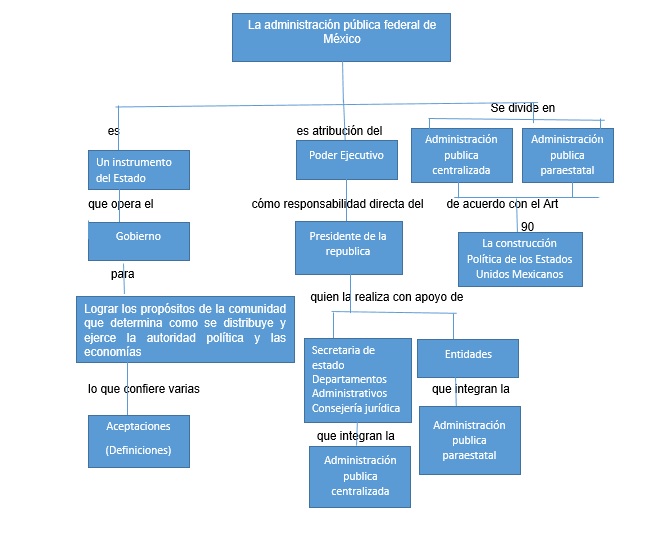 La administración pública federal de
México
Se divide en
es
es atribución del
Administración
publica
centralizada
Administración
publica
paraestatal
Un instrumento
del Estado
Poder Ejecutivo
que opera el
cómo responsabilidad directa del
de acuerdo con el Art
90
Gobierno
Presidente de la
republica
La construcción
Política de los Estados
Unidos Mexicanos
para
quien la realiza con apoyo de
Lograr los propósitos de la comunidad
que determina como se distribuye y
ejerce la autoridad política y las
economías
Secretaria de
estado
Departamentos
Administrativos
Consejería jurídica
Entidades
lo que confiere varias
que integran la
Aceptaciones
(Definiciones)
Administración
publica
paraestatal
que integran la
Administración
publica
centralizada